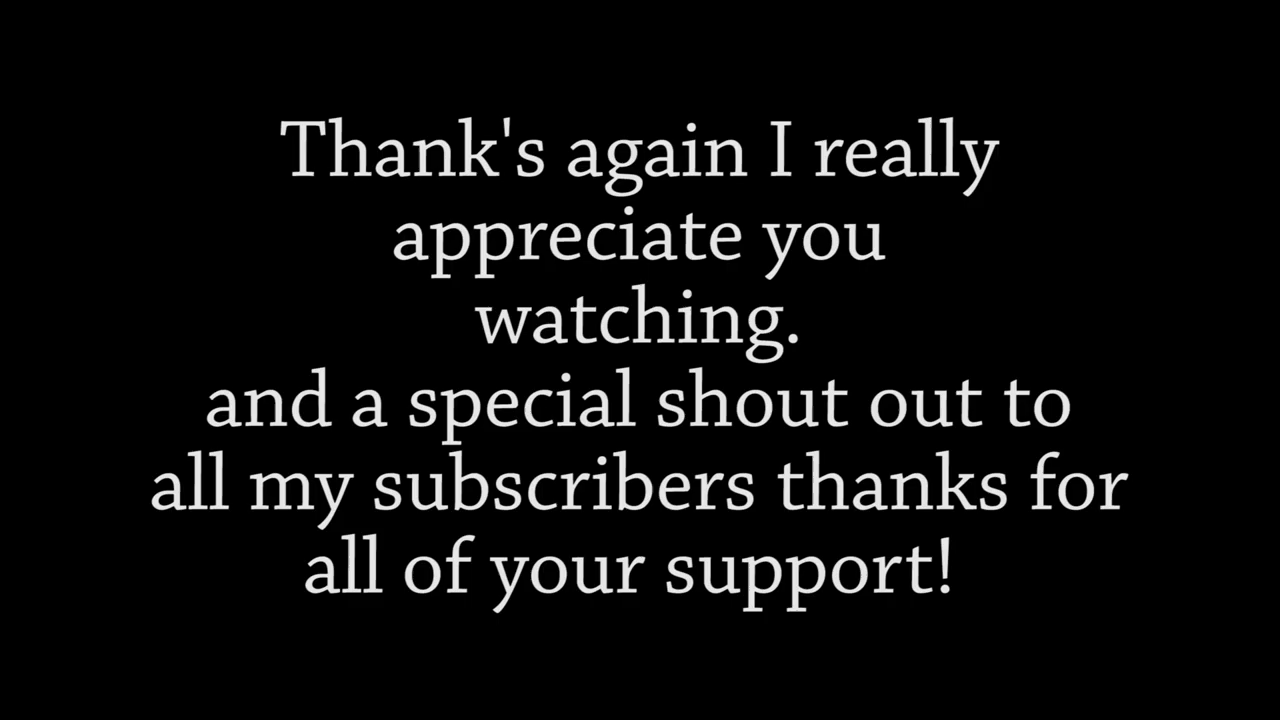 Thank's again I really
appreciate you
watching.
and a special shout out to
all my subscribers thanks for
all of your support!